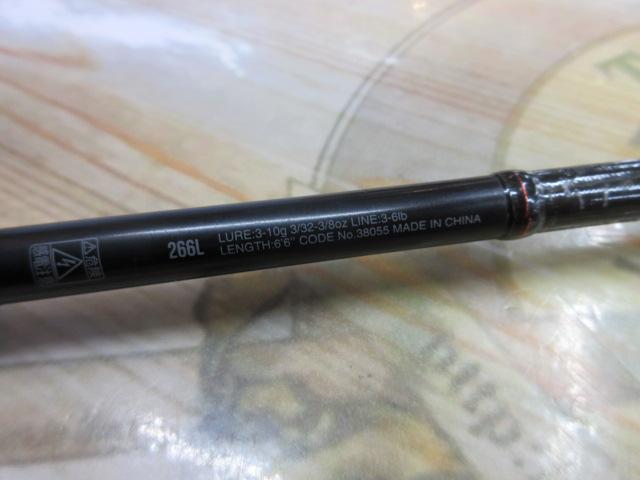 266L
LURE:3-10g 3/32-3/8oz LINE:3-6lb
LENGTH:6'6" CODE No.38055 MADE IN CHINA
http: